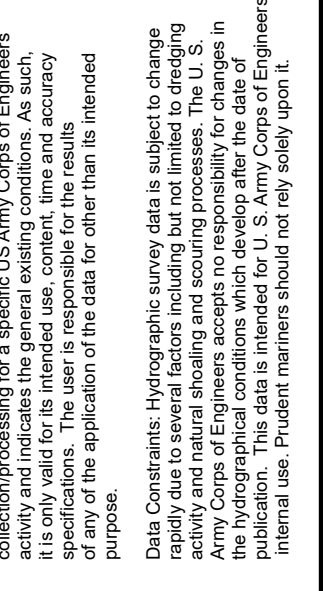 collection/processing for a specific US Army Corps of Engineers
activity and indicates the general existing conditions. As such,
it is only valid for its intended use, content, time and accuracy
specifications. The user is responsible for the results
of any of the application of the data for other than its intended
purpose.
Data Constraints: Hydrographic survey data is subject to change
rapidly due to several factors including but not limited to dredging
activity and natural shoaling and scouring processes. The U. S.
Army Corps of Engineers accepts no responsibility for changes in
the hydrographical conditions which develop after the date of
publication. This data is intended for U. S. Army Corps of Engineers
internal use. Prudent mariners should not rely solely upon it.